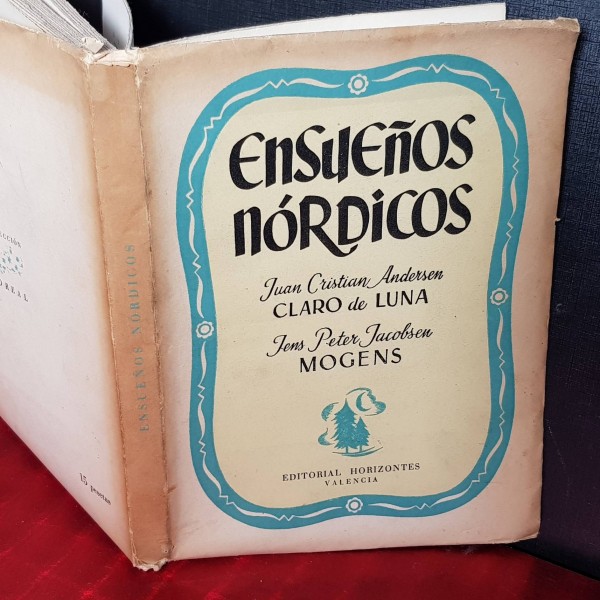 ENSUEÑOS
NÓRDICOS
Juan Cristian Andersen
CLARO de LUNA
Jens Peter Jacobsen
MOGENS
EDITORIAL HORIZONTES
VALENCIA
ENSUEÑOS NÓRDICOS
15 pesetas